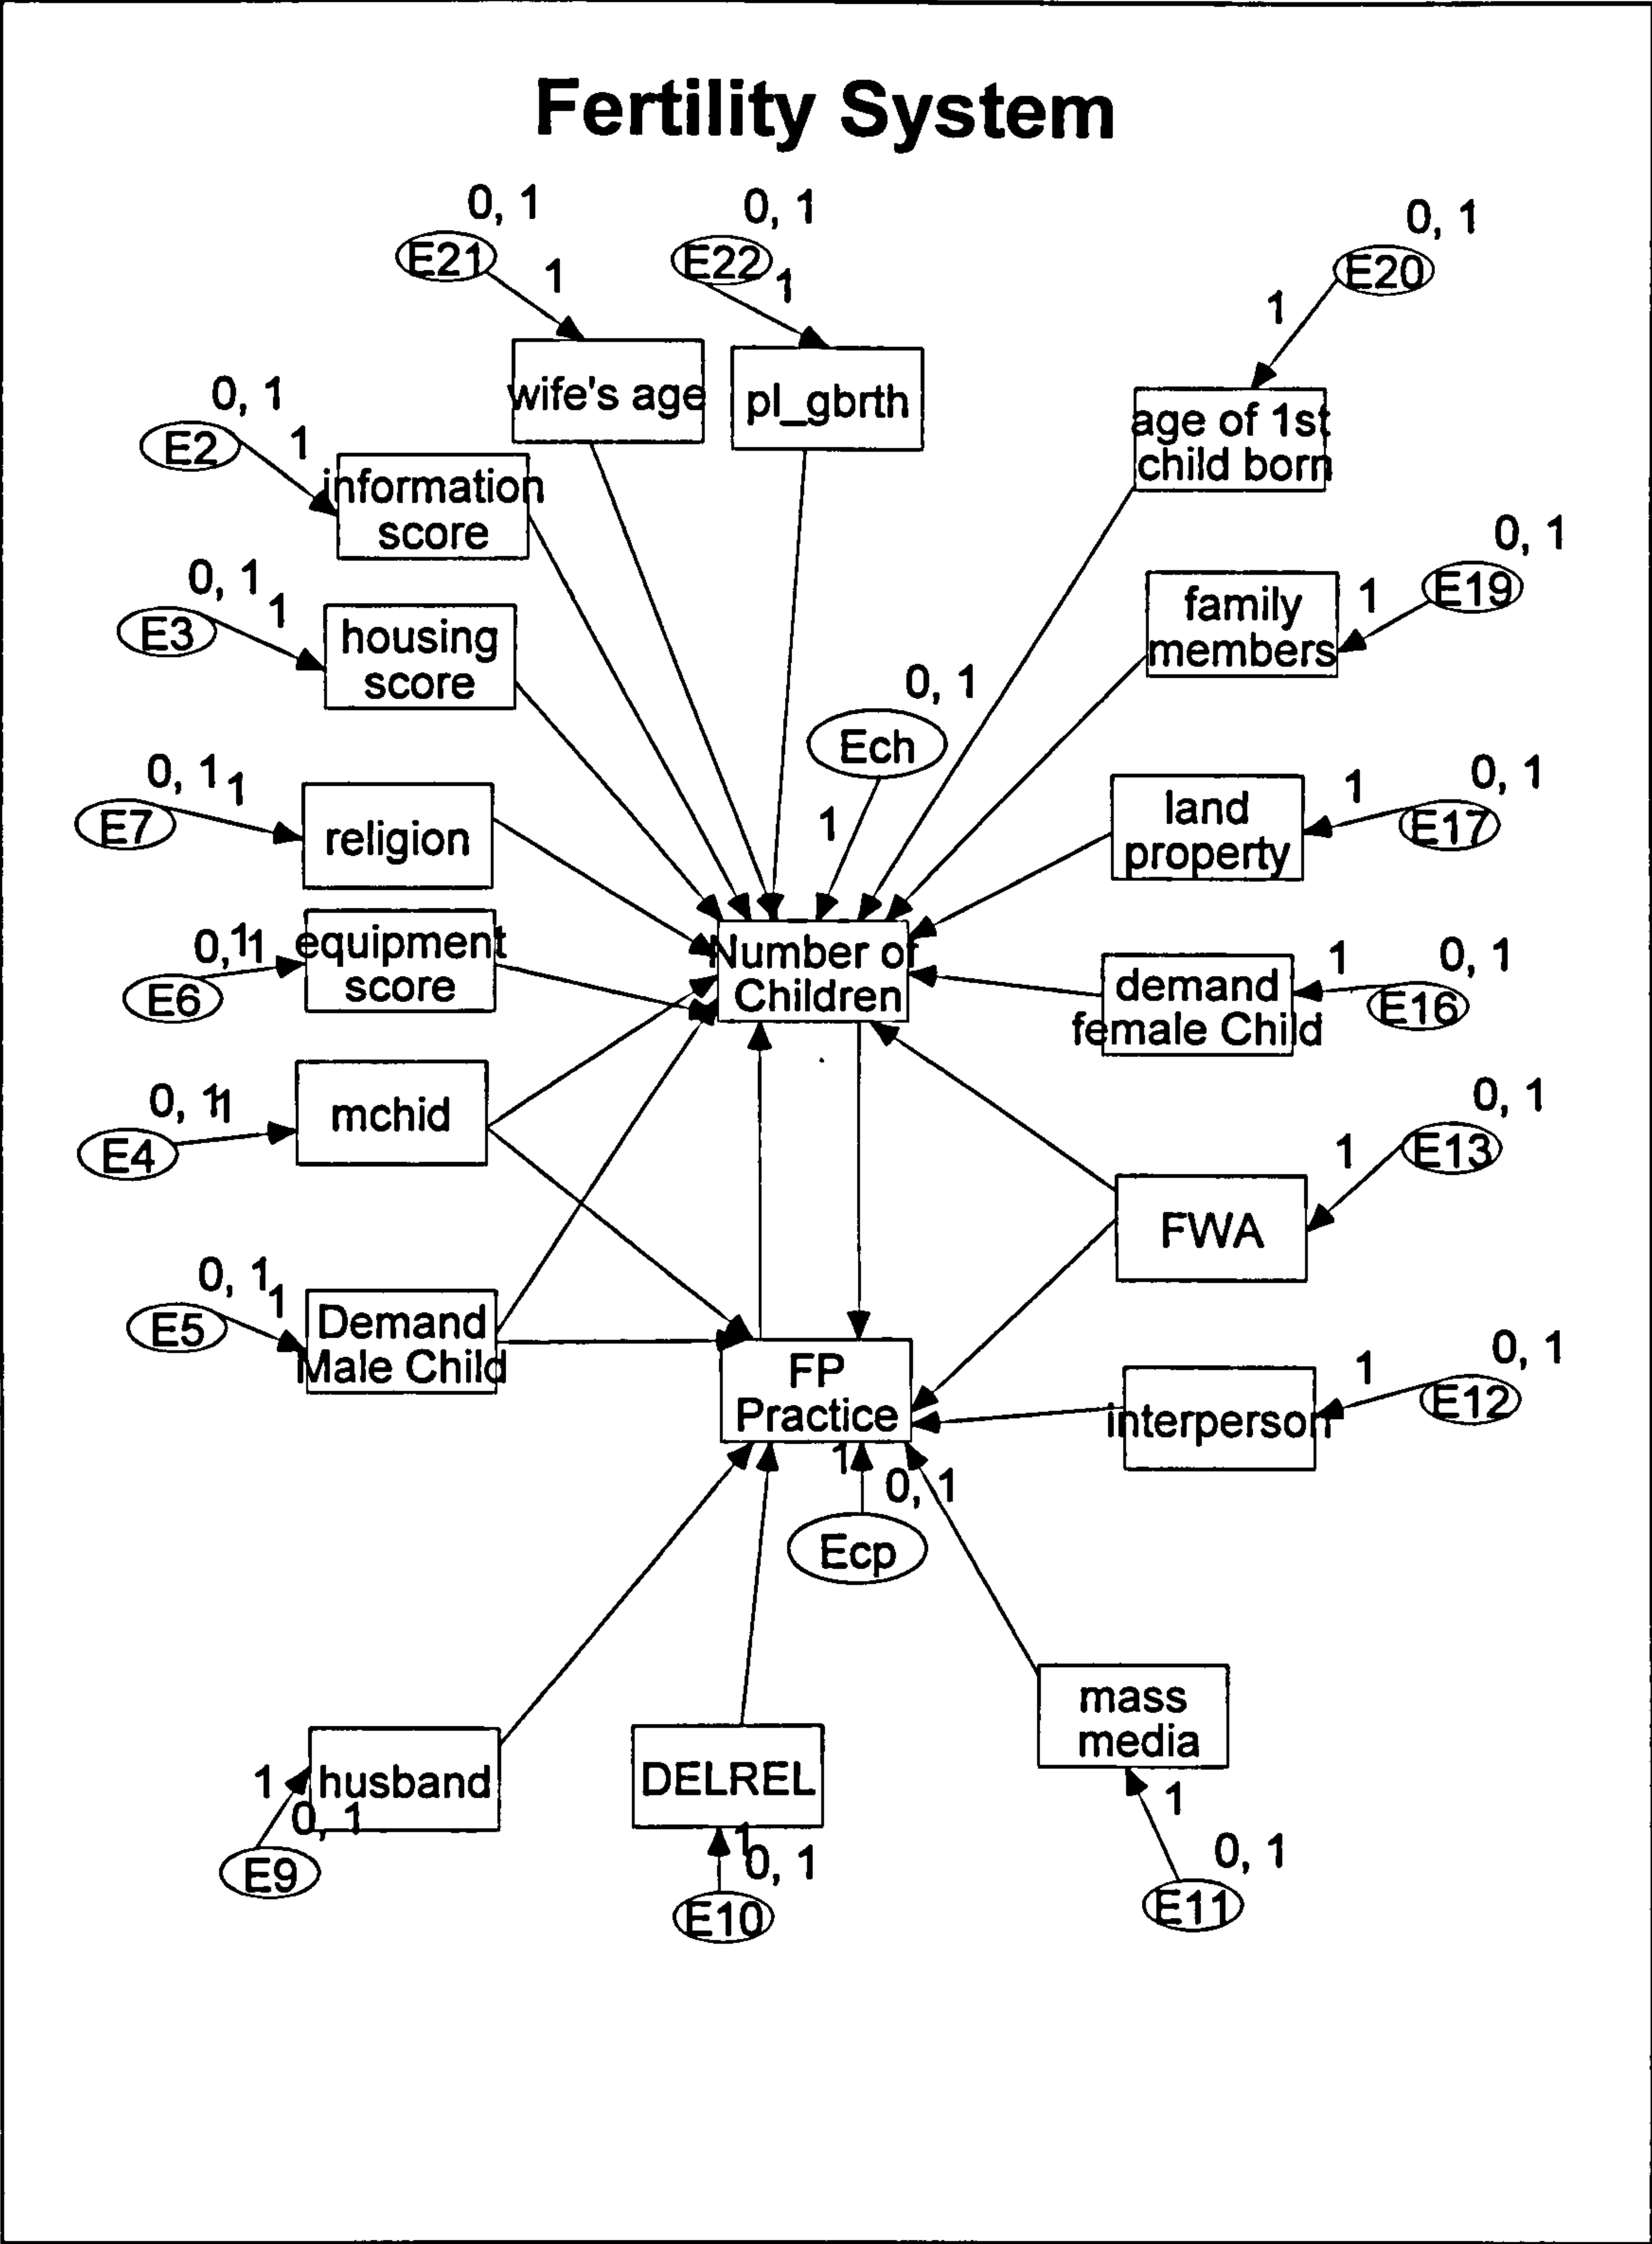 Fertility System
0, 1
E21
1
0, 1
E22
1
0, 1
E20
1
wife's age
pl_gbrth
age of 1st
child born
0, 1
E2
1
information
score
0, 1
E3
1
housing
score
family
members
1
0, 1
E19
0, 1
Ech
1
0, 1
1
E7
religion
land
property
1
0, 1
E17
0, 1
1
E6
equipment
score
Number of
Children
demand
female Child
1
0, 1
E16
0, 1
1
E4
mchid
0, 1
E13
1
FWA
0, 1
1
E5
Demand
Male Child
FP
Practice
interperson
1
0, 1
E12
1
0, 1
Ecp
mass
media
1
0, 1
E11
husband
1
0, 1
E9
DELREL
1
0, 1
E10